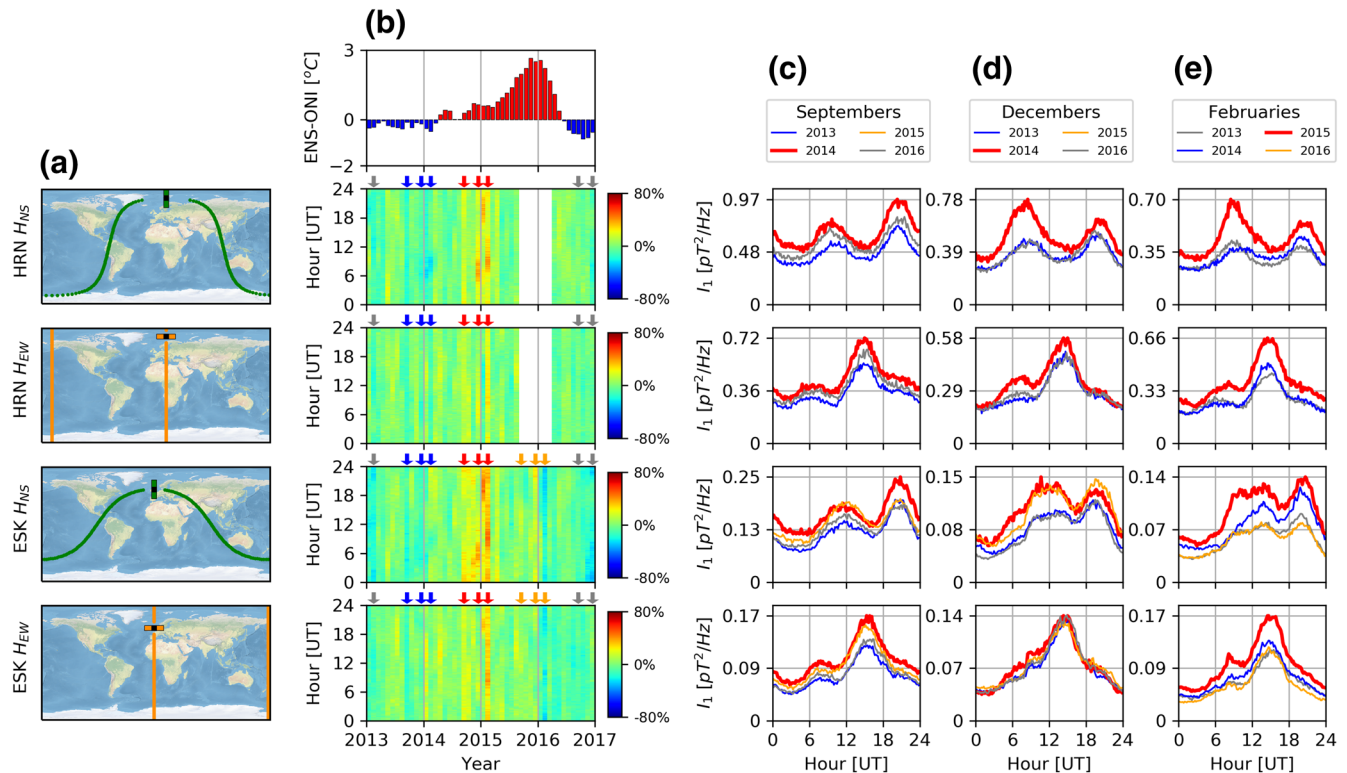 (b)
3
0
−2
ENS-ONI [°C]
(a)
(c)
(d)
(e)
Septembers
2013 2015
2014 2016
Decembers
2013 2015
2014 2016
Februaries
2013 2015
2014 2016
HRN H_NS
24
18
12
6
0
Hour [UT]
80%
0%
-80%
I₁ [pT²/Hz]
0.97
0.48
0
0.78
0.39
0
0.70
0.35
0
HRN H_EW
24
18
12
6
0
Hour [UT]
80%
0%
-80%
I₁ [pT²/Hz]
0.72
0.36
0
0.58
0.29
0
0.66
0.33
0
ESK H_NS
24
18
12
6
0
Hour [UT]
80%
0%
-80%
I₁ [pT²/Hz]
0.25
0.13
0
0.15
0.08
0
0.14
0.07
0
ESK H_EW
24
18
12
6
0
Hour [UT]
80%
0%
-80%
I₁ [pT²/Hz]
0.17
0.09
0
0.14
0.07
0
0.17
0.09
0
2013 2014 2015 2016 2017
Year
0 6 12 18 24
Hour [UT]
0 6 12 18 24
Hour [UT]
0 6 12 18 24
Hour [UT]